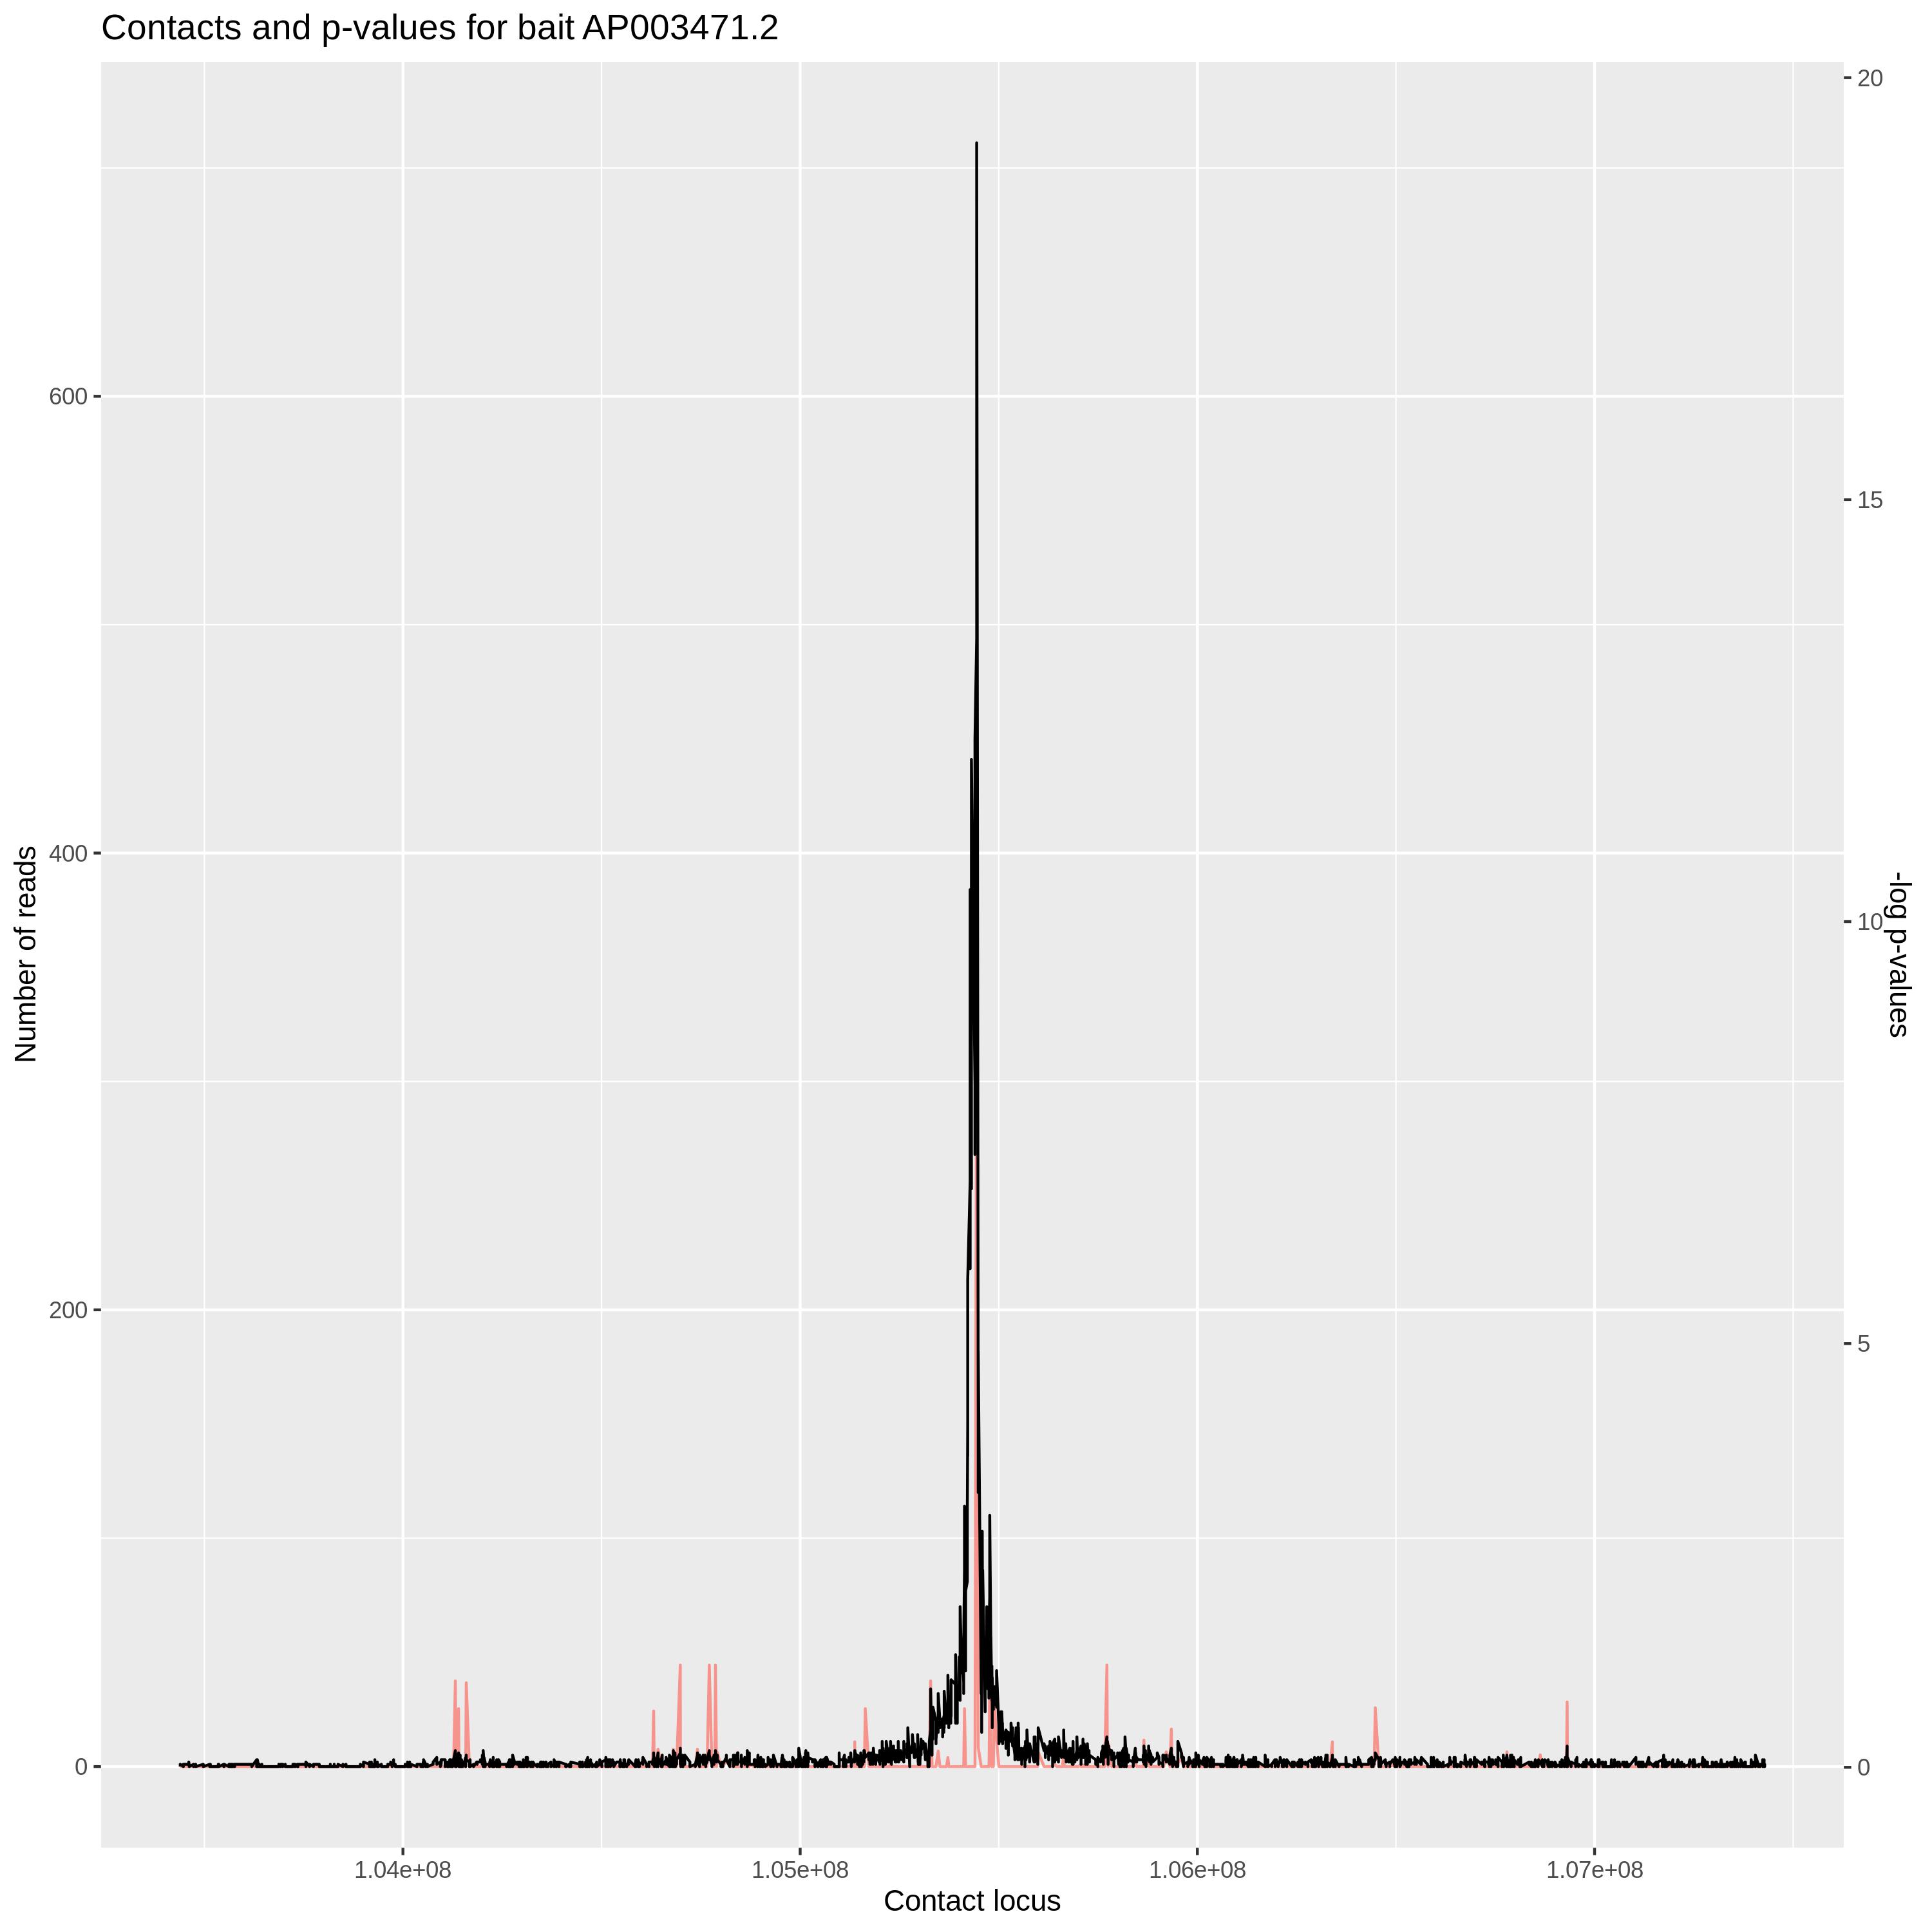 Contacts and p-values for bait AP003471.2
20
600
15
400
Number of reads
10
-log p-values
200
5
0
0
1.04e+08
1.05e+08
1.06e+08
1.07e+08
Contact locus